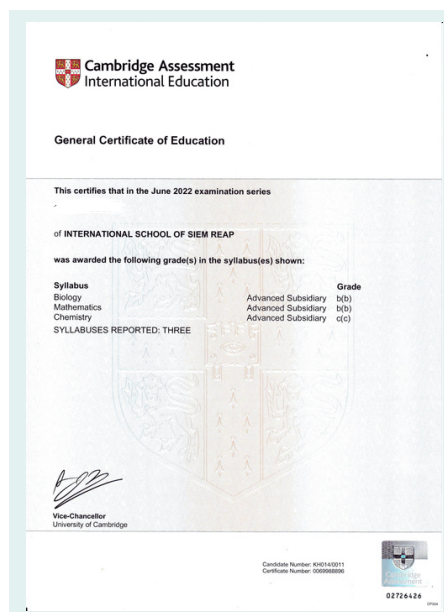 Cambridge Assessment
International Education
General Certificate of Education
This certifies that in the June 2022 examination series
of INTERNATIONAL SCHOOL OF SIEM REAP
was awarded the following grade(s) in the syllabus(es) shown:
Syllabus Grade
Biology Advanced Subsidiary b(b)
Mathematics Advanced Subsidiary b(b)
Chemistry Advanced Subsidiary c(c)
SYLLABUSES REPORTED: THREE
Vice-Chancellor
University of Cambridge
Candidate Number: KH014/0011
Certificate Number: 0069988896
Cambridge
Assessment
02726426